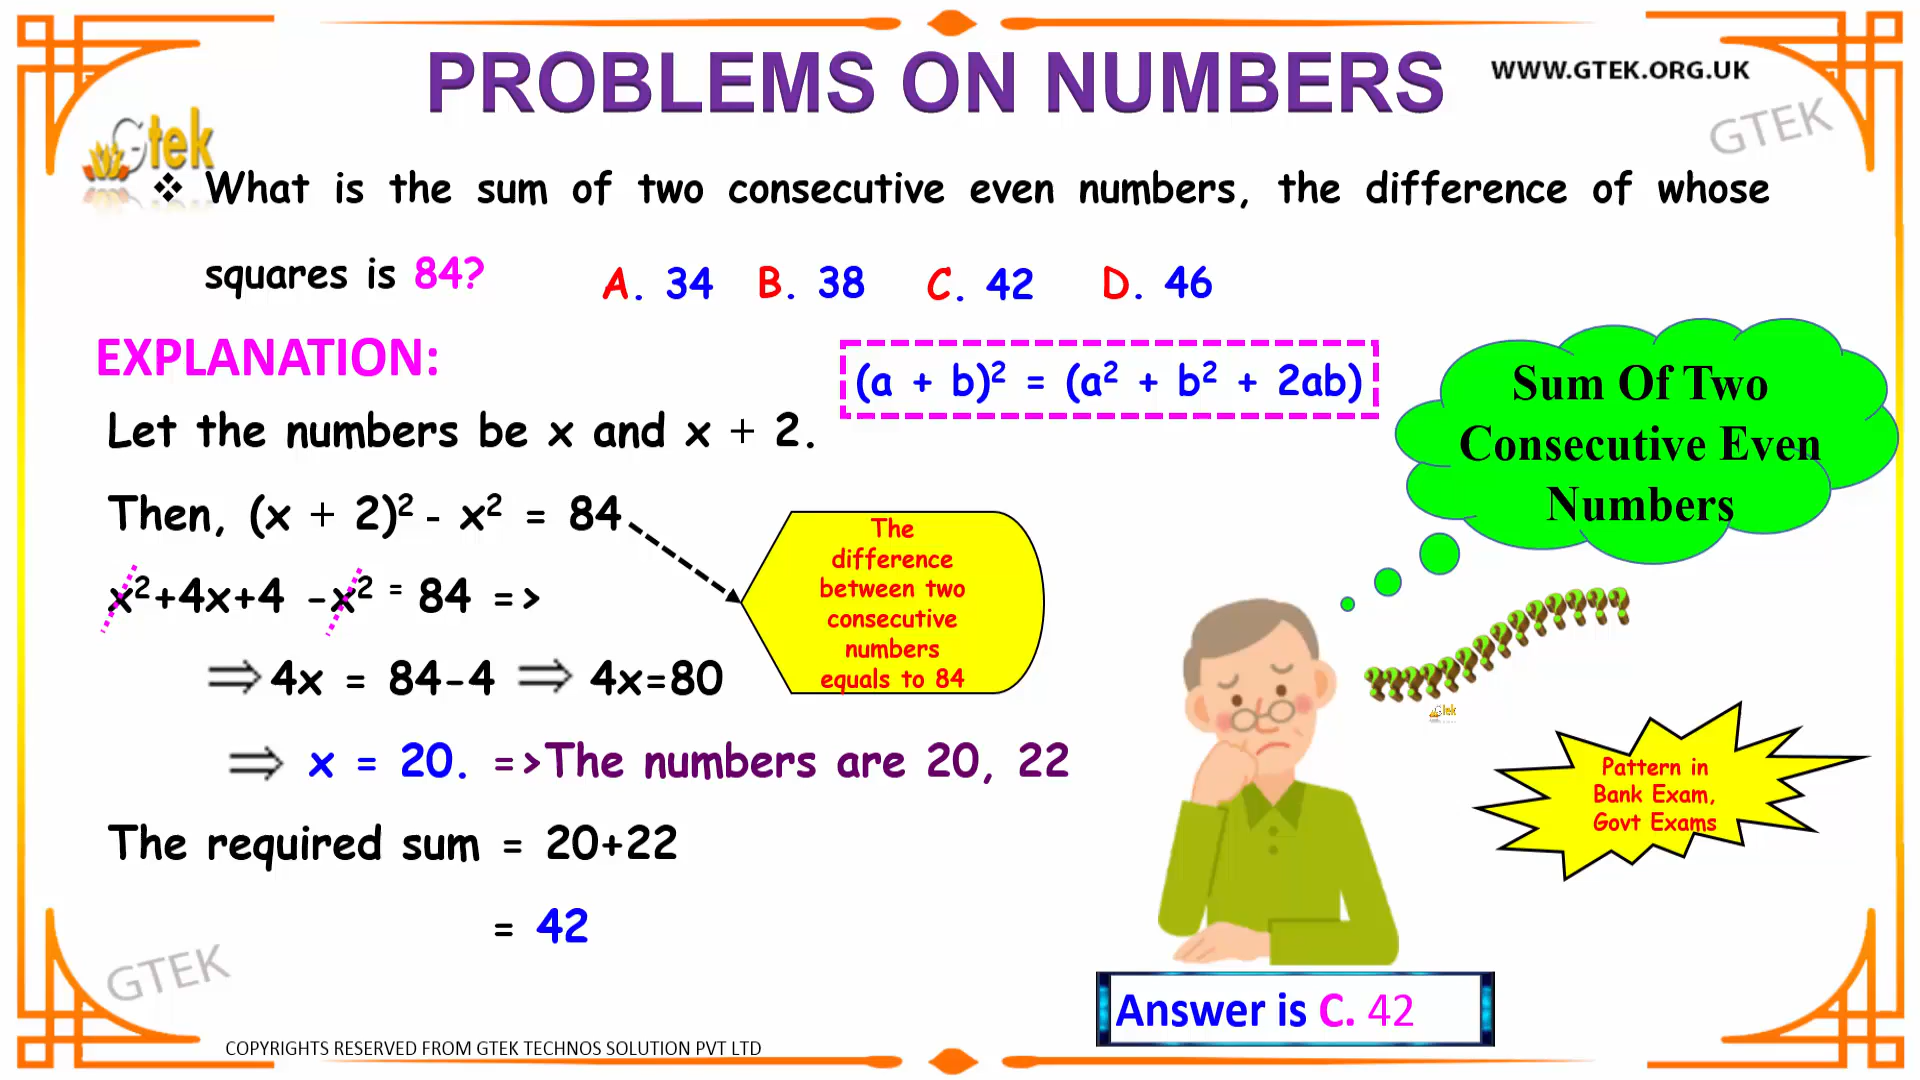 PROBLEMS ON NUMBERS
WWW.GTEK.ORG.UK
GTEK
Gtek
❖ What is the sum of two consecutive even numbers, the difference of whose
squares is 84?
A. 34 B. 38 C. 42 D. 46
EXPLANATION:
(a + b)² = (a² + b² + 2ab)
Sum Of Two
Consecutive Even
Numbers
Let the numbers be x and x + 2.
Then, (x + 2)² - x² = 84
The
difference
between two
consecutive
numbers
equals to 84
x²+4x+4 -x² = 84 =>
⇒4x = 84-4 ⇒ 4x=80
⇒ x = 20. =>The numbers are 20, 22
????????????????
Gtek
Pattern in
Bank Exam,
Govt Exams
The required sum = 20+22
= 42
GTEK
Answer is C. 42
COPYRIGHTS RESERVED FROM GTEK TECHNOS SOLUTION PVT LTD